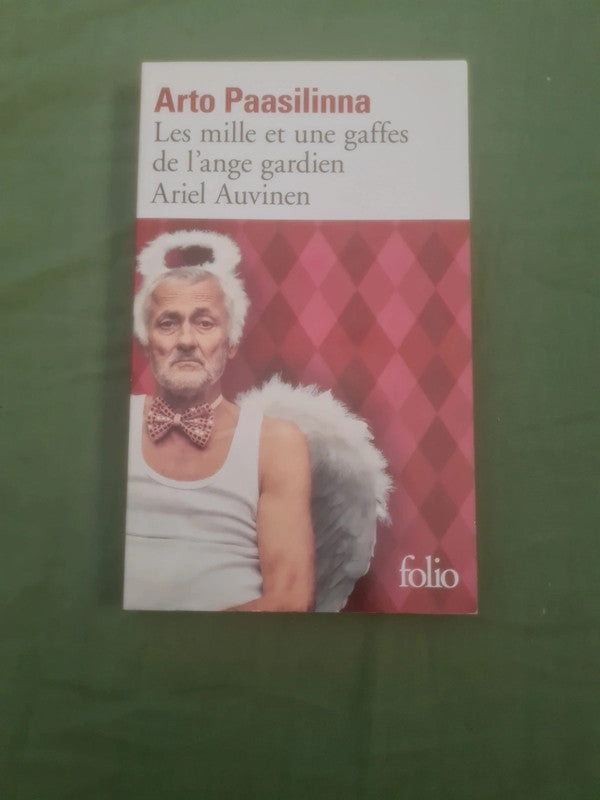 Arto Paasilinna
Les mille et une gaffes
de l'ange gardien
Ariel Auvinen
folio